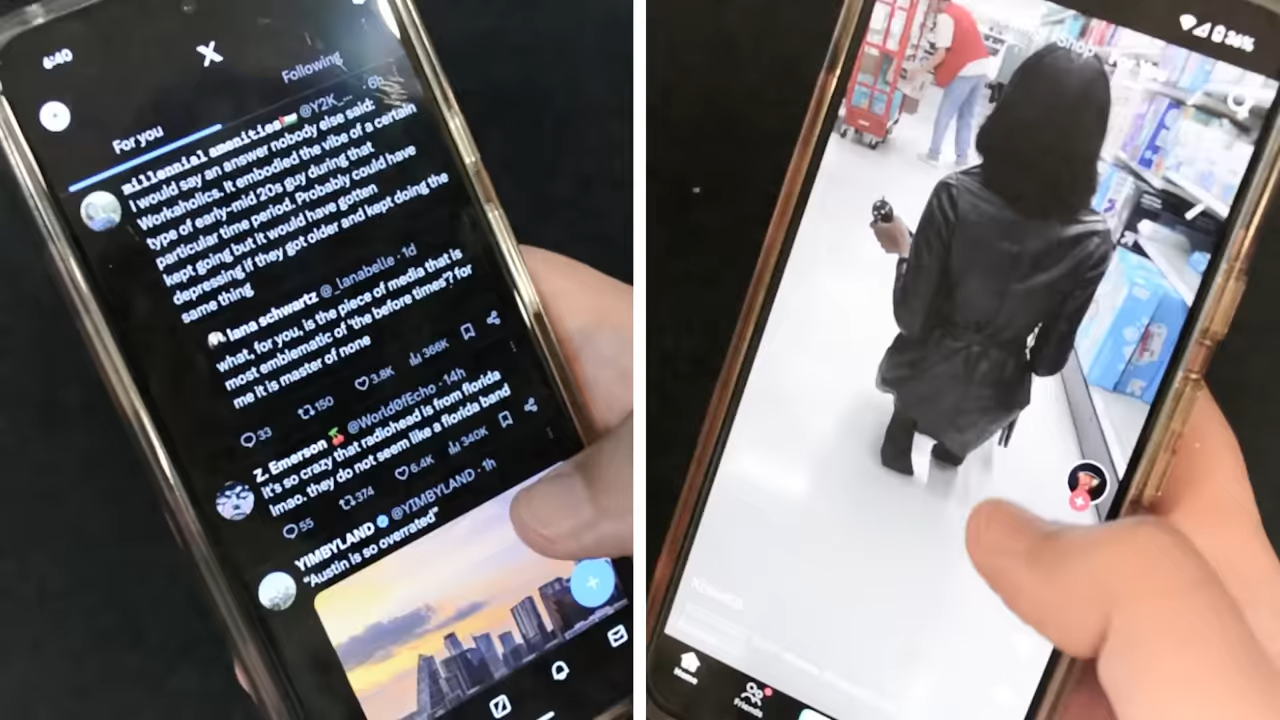 6:40
X
For you
Following
millennial amenities🇵🇸 @Y2K_... · 6h
I would say an answer nobody else said:
Workaholics. It embodied the vibe of a certain
type of early-mid 20s guy during that
particular time period. Probably could have
kept going but it would have gotten
depressing if they got older and kept doing the
same thing
lana schwartz @_lanabelle · 1d
what, for you, is the piece of media that is
most emblematic of "the before times"? for
me it is master of none
33 150 3.8K 366K
Z. Emerson 🍒 @World0fEcho · 14h
it's so crazy that radiohead is from florida
lmao. they do not seem like a florida band
55 374 6.4K 340K
YIMBYLAND @YIMBYLAND · 1h
"Austin is so overrated"
36%
Shop
Home
Friends